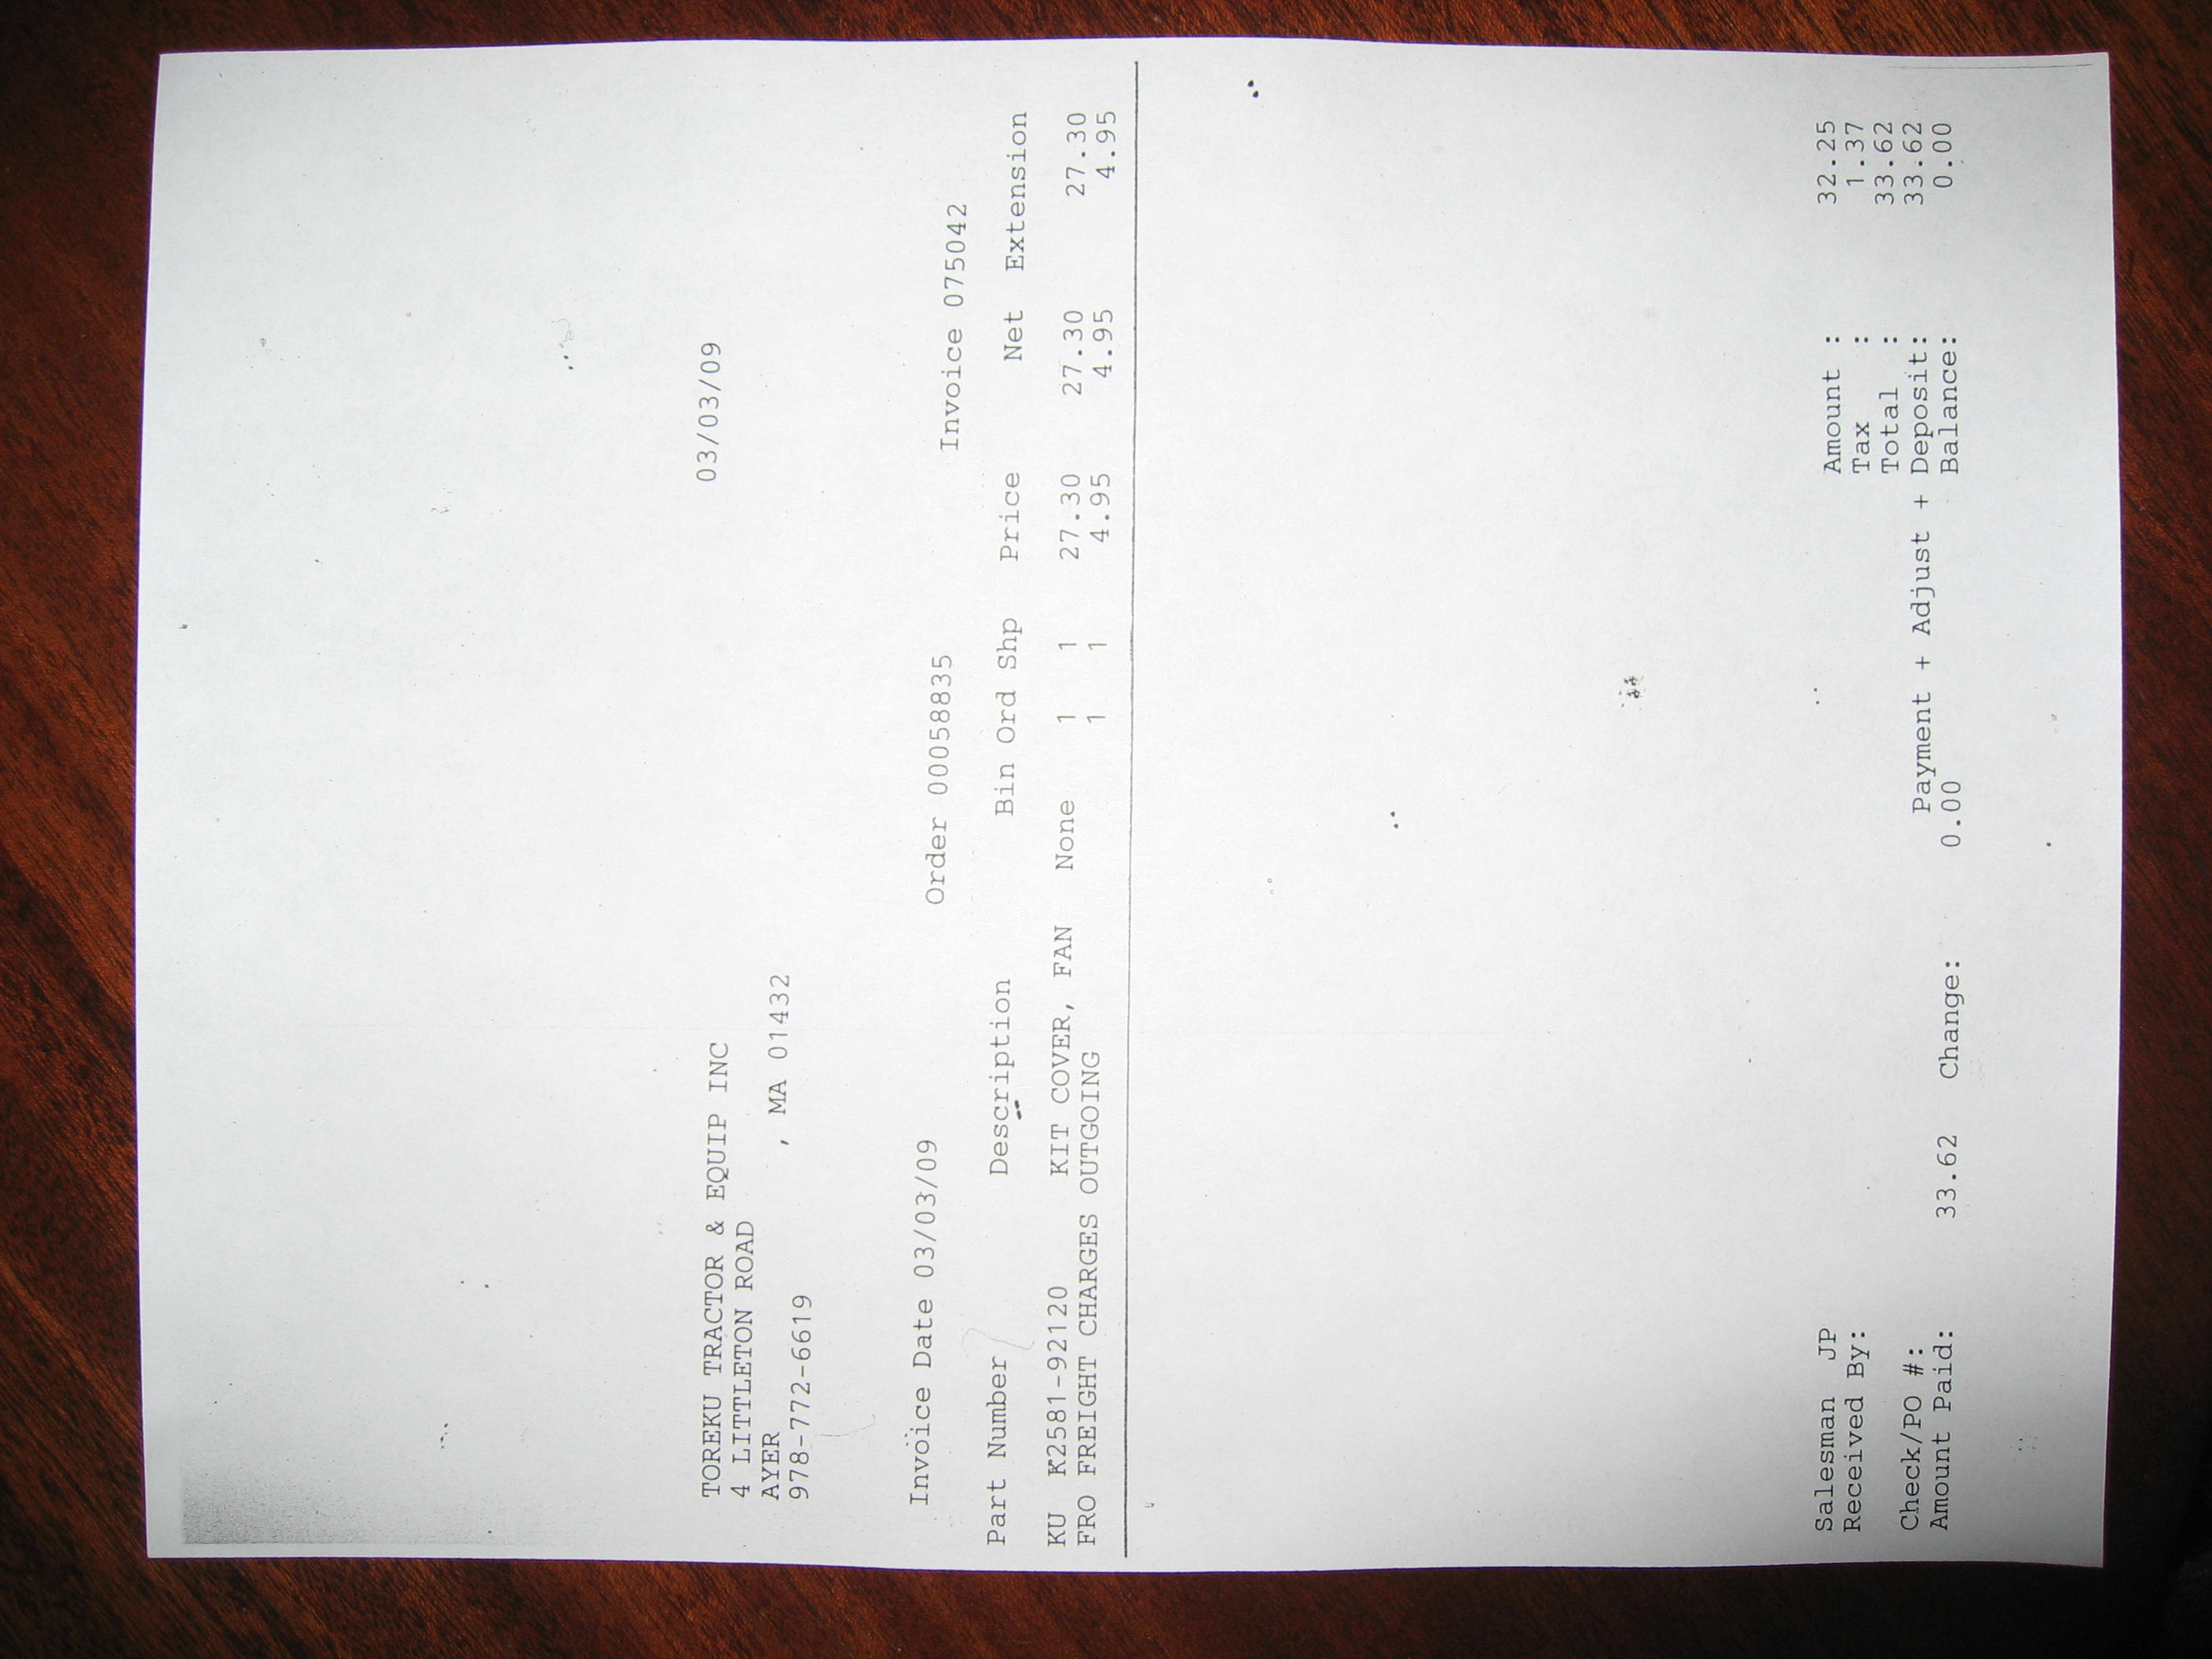 03/03/09
TOREKU TRACTOR & EQUIP INC
4 LITTLETON ROAD
AYER , MA 01432
978-772-6619
Invoice Date 03/03/09 Order 00058835 Invoice 075042
Part Number Description Bin Ord Shp Price Net Extension
KU K2581-92120 KIT COVER, FAN None 1 1 27.30 27.30 27.30
FRO FREIGHT CHARGES OUTGOING 1 1 4.95 4.95 4.95
Salesman JP Amount : 32.25
Received By: Tax : 1.37
Total : 33.62
Check/PO #: Payment + Adjust + Deposit: 33.62
Amount Paid: 33.62 Change: 0.00 Balance: 0.00